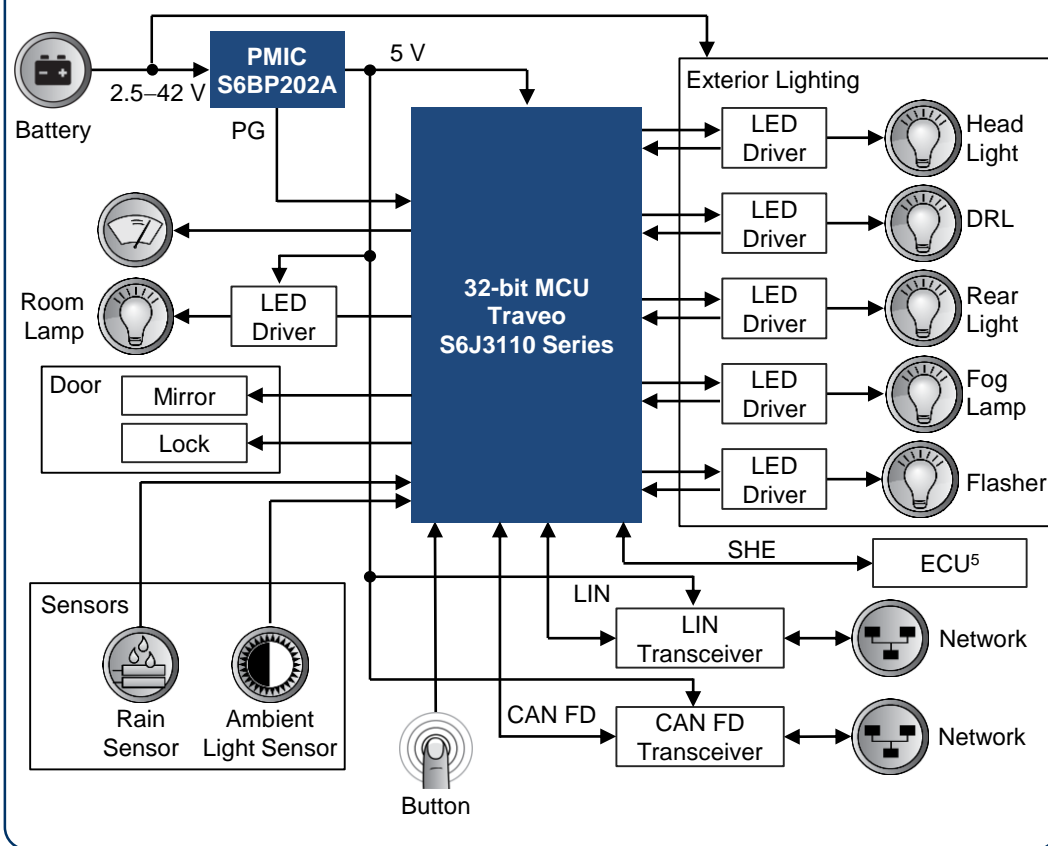 PMIC
S6BP202A
5 V
2.5–42 V
Battery
PG
Exterior Lighting
LED
Driver
Head
Light
LED
Driver
DRL
32-bit MCU
Traveo
S6J3110 Series
Room
Lamp
LED
Driver
LED
Driver
Rear
Light
Door
Mirror
Lock
LED
Driver
Fog
Lamp
LED
Driver
Flasher
SHE
ECU⁵
Sensors
Rain
Sensor
Ambient
Light Sensor
LIN
LIN
Transceiver
Network
CAN FD
CAN FD
Transceiver
Network
Button